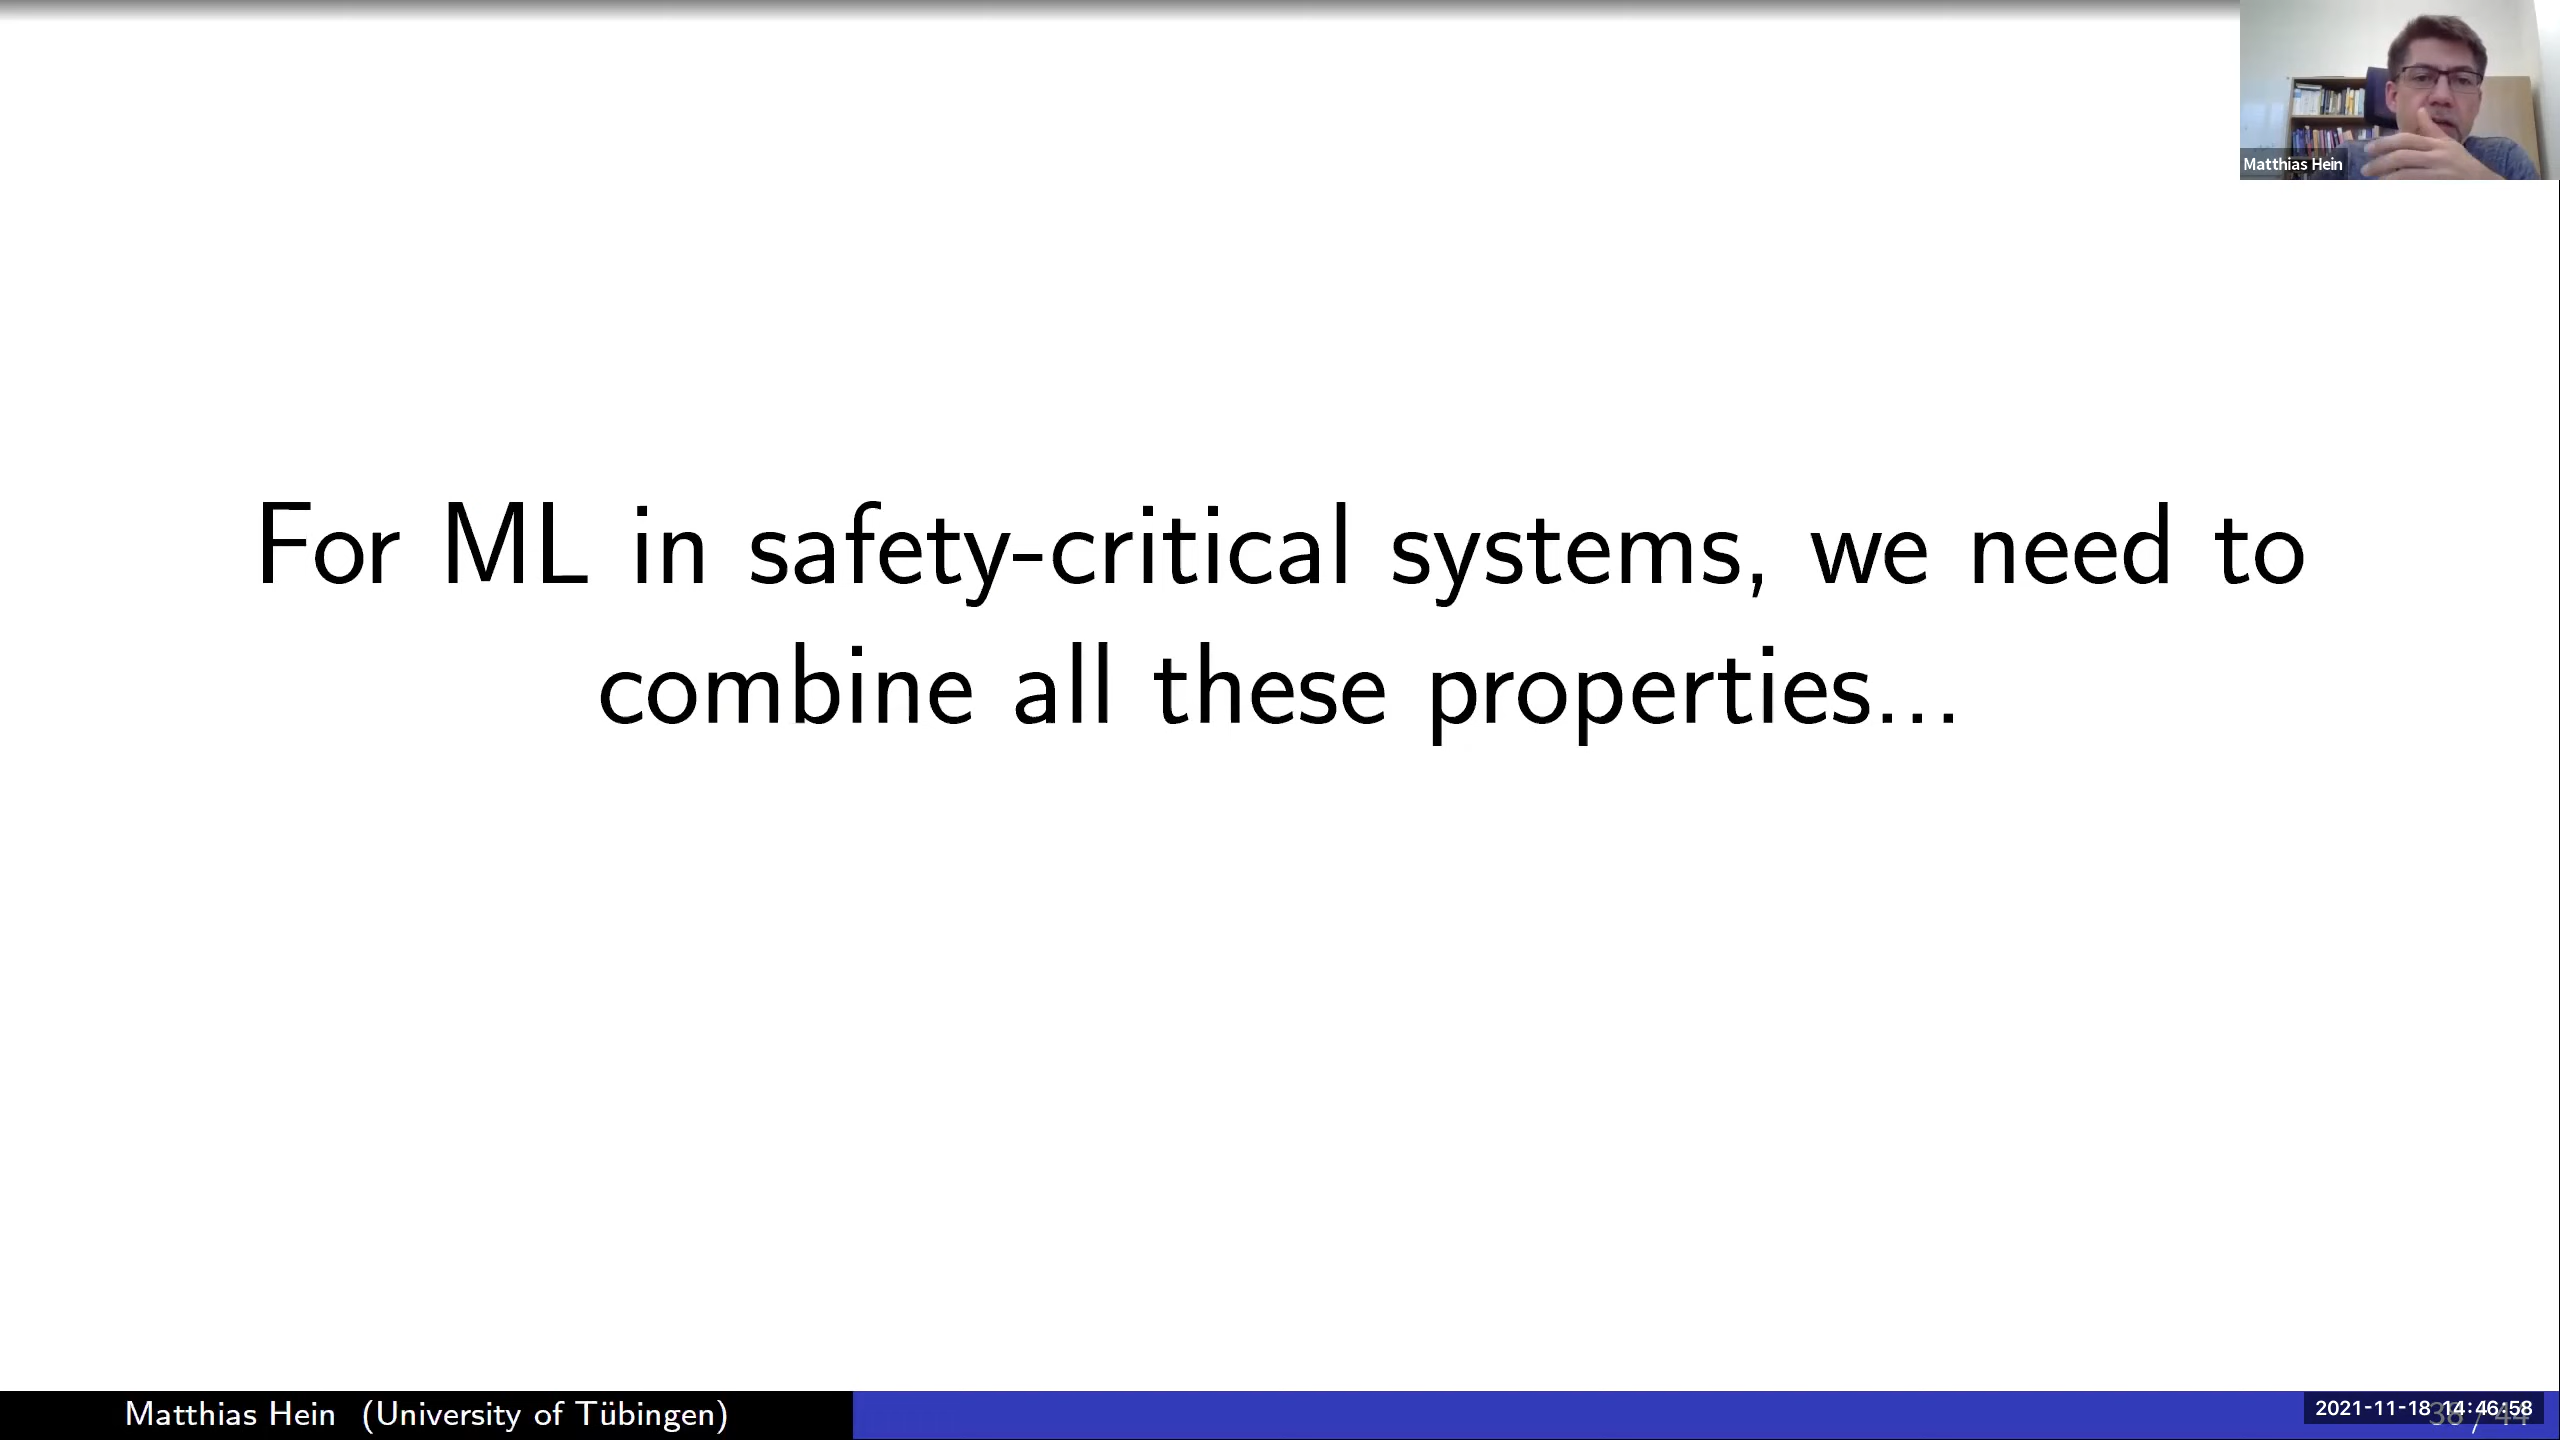 Matthias Hein
For ML in safety-critical systems, we need to
combine all these properties...
Matthias Hein (University of Tübingen)
2021-11-18 14:46:58